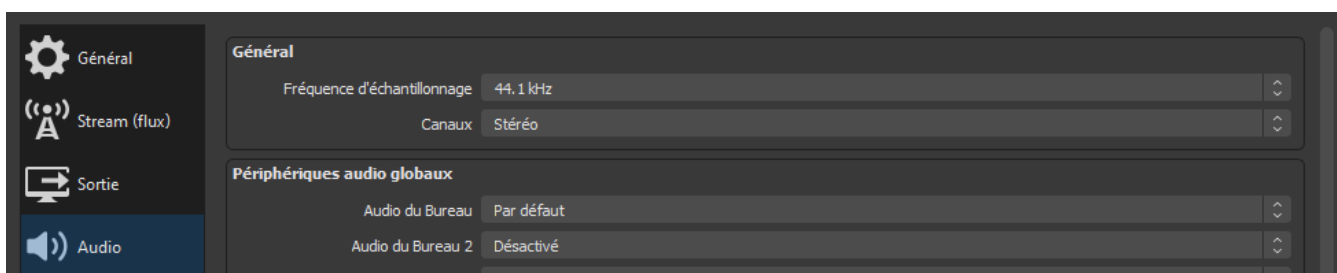 Général
Stream (flux)
Sortie
Audio
Général
Fréquence d'échantillonnage 44.1 kHz
Canaux Stéréo
Périphériques audio globaux
Audio du Bureau Par défaut
Audio du Bureau 2 Désactivé